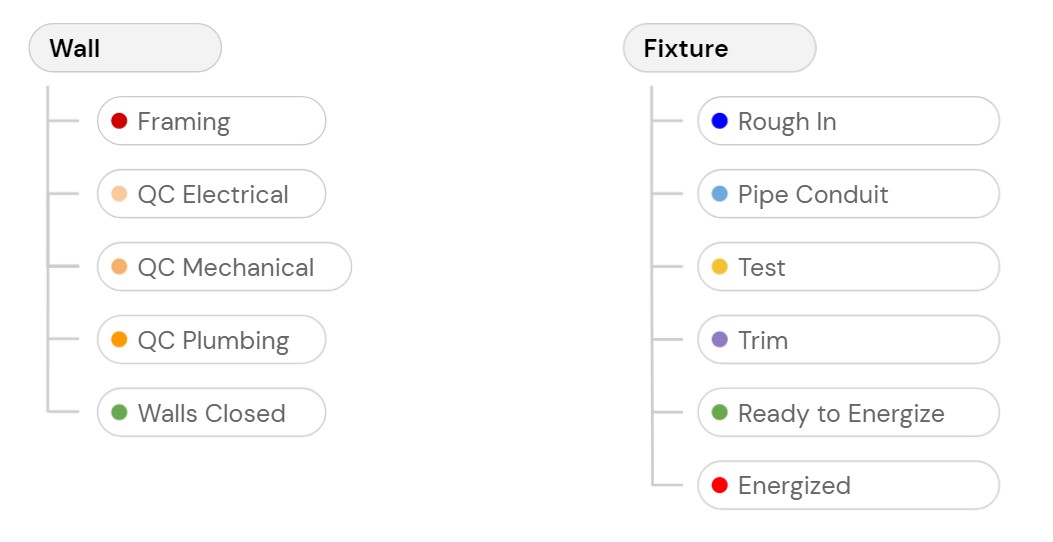 Wall
Framing
QC Electrical
QC Mechanical
QC Plumbing
Walls Closed
Fixture
Rough In
Pipe Conduit
Test
Trim
Ready to Energize
Energized